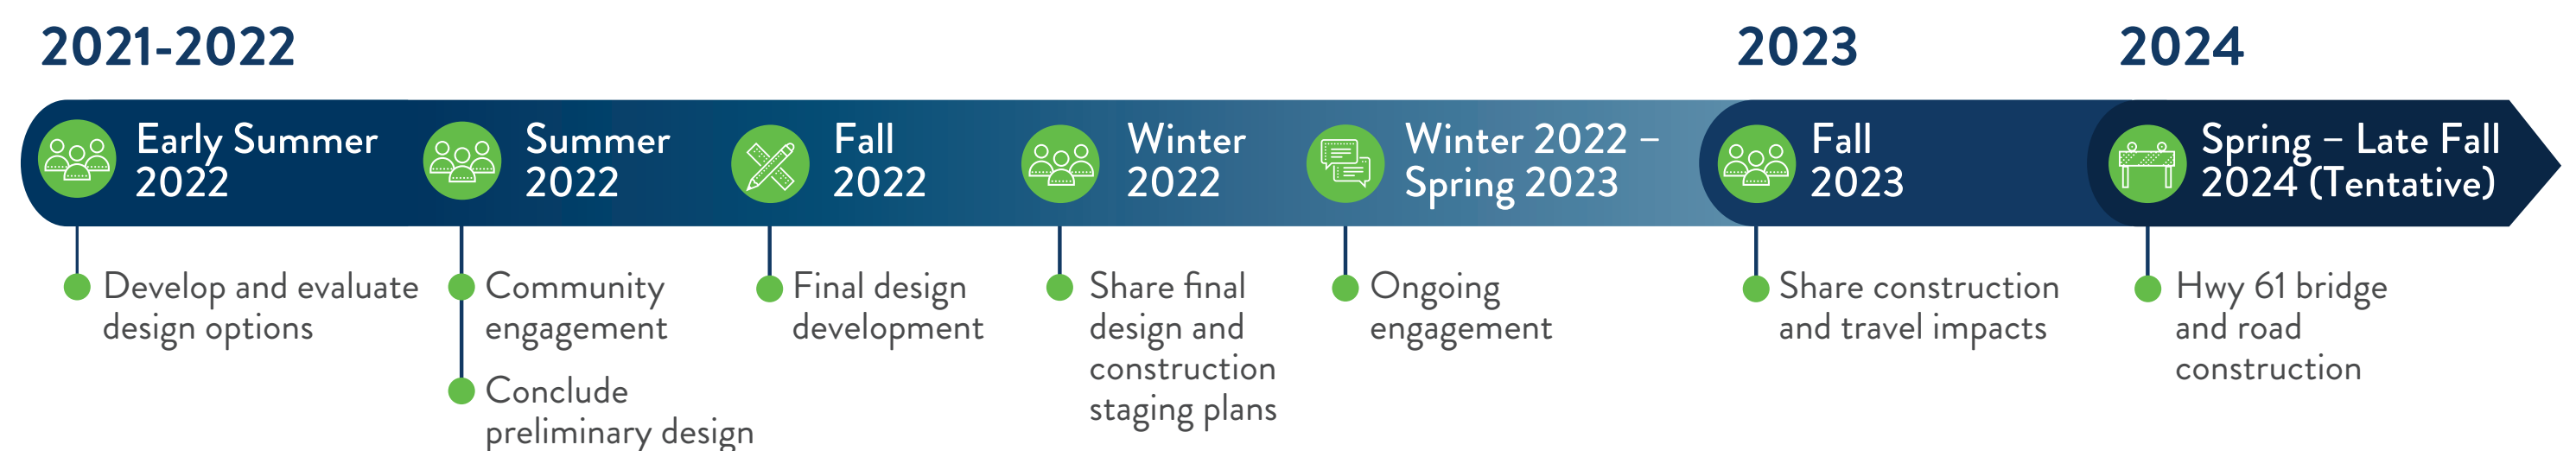 2021-2022
2023
2024
Early Summer
2022
Summer
2022
Fall
2022
Winter
2022
Winter 2022 –
Spring 2023
Fall
2023
Spring – Late Fall
2024 (Tentative)
Develop and evaluate
design options
Community
engagement
Conclude
preliminary design
Final design
development
Share final
design and
construction
staging plans
Ongoing
engagement
Share construction
and travel impacts
Hwy 61 bridge
and road
construction